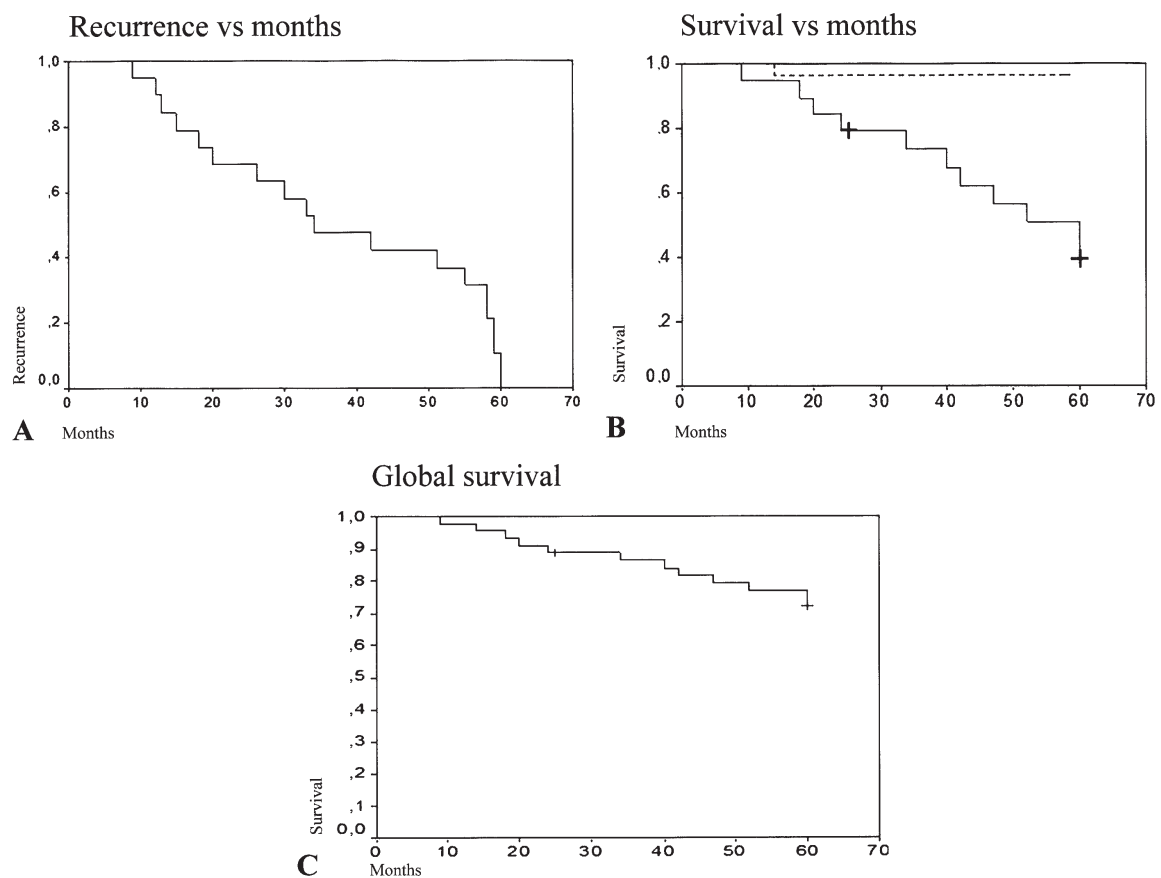 Recurrence vs months
1,0
,8
,6
,4
,2
0,0
Recurrence
0 10 20 30 40 50 60 70
A Months
Survival vs months
1.0
.8
.6
.4
.2
0.0
Survival
0 10 20 30 40 50 60 70
B Months
Global survival
1,0
,9
,8
,7
,6
,5
,4
,3
,2
,1
0,0
Survival
0 10 20 30 40 50 60 70
C Months